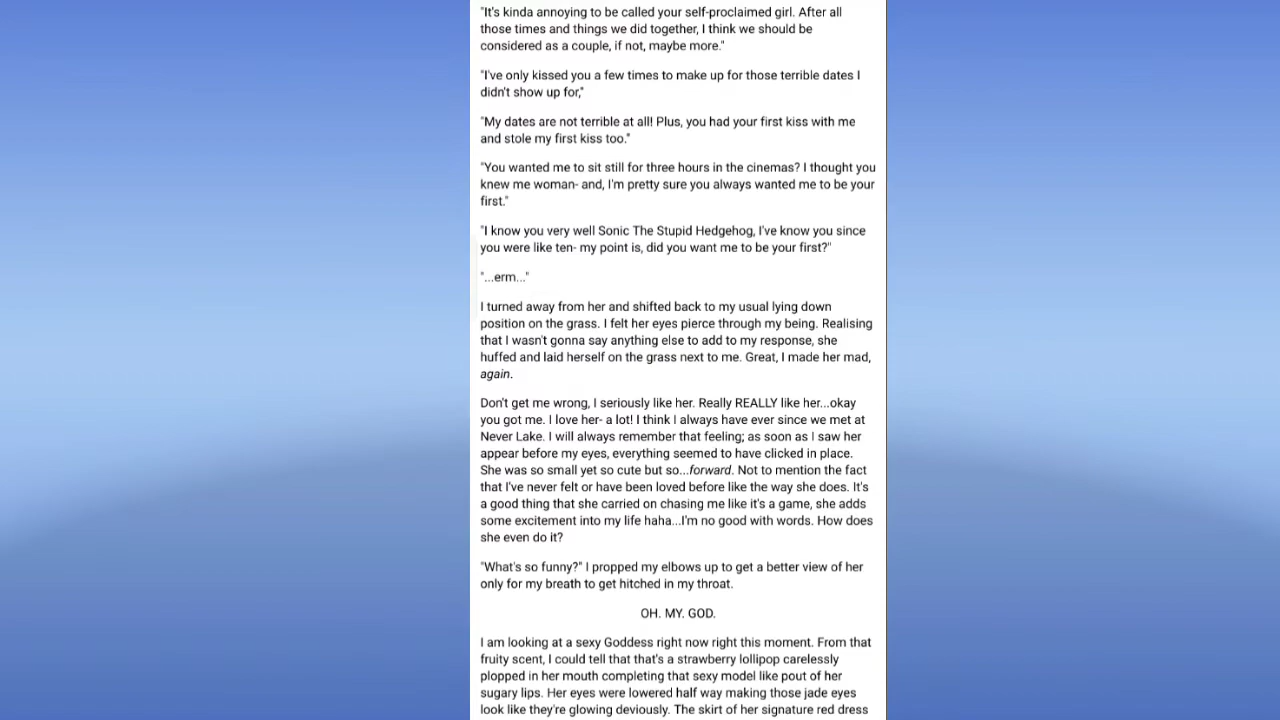 "It's kinda annoying to be called your self-proclaimed girl. After all
those times and things we did together, I think we should be
considered as a couple, if not, maybe more."
"I've only kissed you a few times to make up for those terrible dates I
didn't show up for,"
"My dates are not terrible at all! Plus, you had your first kiss with me
and stole my first kiss too."
"You wanted me to sit still for three hours in the cinemas? I thought you
knew me woman- and, I'm pretty sure you always wanted me to be your
first."
"I know you very well Sonic The Stupid Hedgehog, I've know you since
you were like ten- my point is, did you want me to be your first?"
"...erm..."
I turned away from her and shifted back to my usual lying down
position on the grass. I felt her eyes pierce through my being. Realising
that I wasn't gonna say anything else to add to my response, she
huffed and laid herself on the grass next to me. Great, I made her mad,
again.
Don't get me wrong, I seriously like her. Really REALLY like her...okay
you got me. I love her- a lot! I think I always have ever since we met at
Never Lake. I will always remember that feeling; as soon as I saw her
appear before my eyes, everything seemed to have clicked in place.
She was so small yet so cute but so...forward. Not to mention the fact
that I've never felt or have been loved before like the way she does. It's
a good thing that she carried on chasing me like it's a game, she adds
some excitement into my life haha...I'm no good with words. How does
she even do it?
"What's so funny?" I propped my elbows up to get a better view of her
only for my breath to get hitched in my throat.
OH. MY. GOD.
I am looking at a sexy Goddess right now right this moment. From that
fruity scent, I could tell that that's a strawberry lollipop carelessly
plopped in her mouth completing that sexy model like pout of her
sugary lips. Her eyes were lowered half way making those jade eyes
look like they're glowing deviously. The skirt of her signature red dress